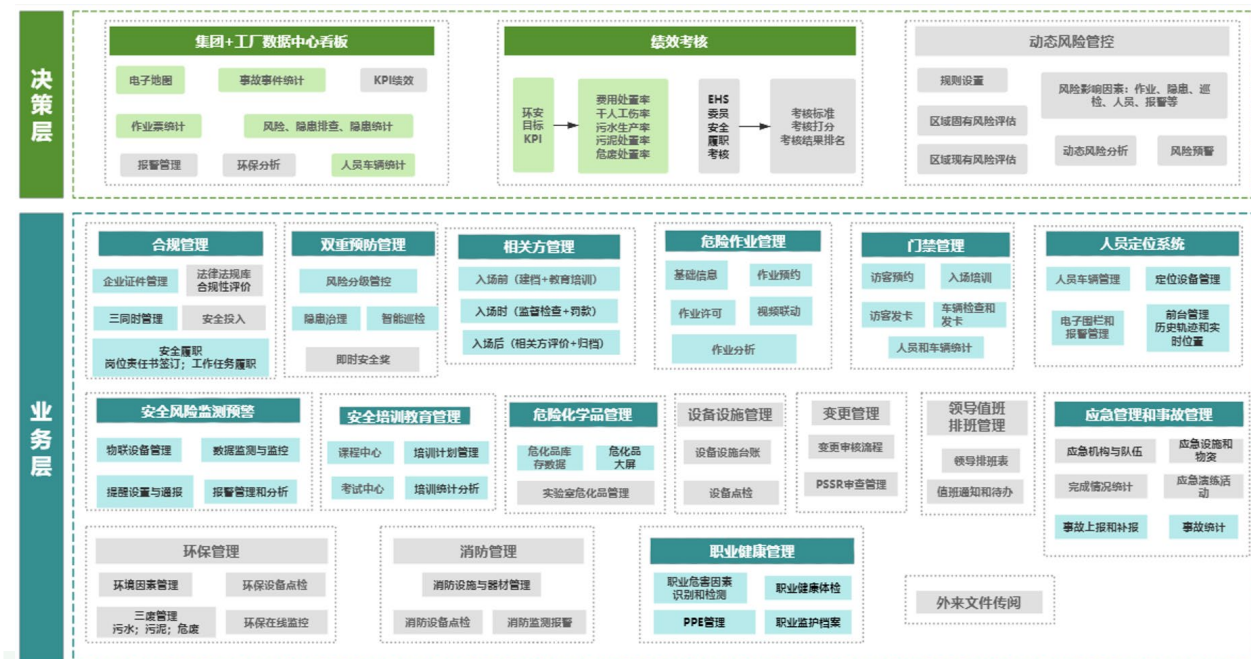 决策层
集团+工厂数据中心看板
电子地图
事故事件统计
KPI绩效
作业票统计
风险、隐患排查、隐患统计
报警管理
环保分析
人员车辆统计
绩效考核
环安
目标
KPI
费用处置率
千人工伤率
污水生产率
污泥处置率
危废处置率
EHS
委员
安全
履职
考核
考核标准
考核打分
考核结果排名
动态风险管控
规则设置
风险影响因素：作业、隐患、巡
检、人员、报警等
区域固有风险评估
区域现有风险评估
动态风险分析
风险预警
业务层
合规管理
企业证件管理
法律法规库
合规性评价
三同时管理
安全投入
安全履职
岗位责任书签订；工作任务履职
双重预防管理
风险分级管控
隐患治理
智能巡检
即时安全奖
相关方管理
入场前（建档+教育培训）
入场时（监督检查+罚款）
入场后（相关方评价+归档）
危险作业管理
基础信息
作业预约
作业许可
视频联动
作业分析
门禁管理
访客预约
入场培训
访客发卡
车辆检查和
发卡
人员和车辆统计
人员定位系统
人员车辆管理
定位设备管理
电子围栏和
报警管理
前台管理
历史轨迹和实
时位置
安全风险监测预警
物联设备管理
数据监测与监控
提醒设置与通报
报警管理和分析
安全培训教育管理
课程中心
培训计划管理
考试中心
培训统计分析
危险化学品管理
危化品库
存数据
危化品
大屏
实验室危化品管理
设备设施管理
设备设施台账
设备点检
变更管理
变更审核流程
PSSR审查管理
领导值班
排班管理
领导排班表
值班通知和待办
应急管理和事故管理
应急机构与队伍
应急设施和
物资
完成情况统计
应急演练活
动
事故上报和补报
事故统计
环保管理
环境因素管理
环保设备点检
三废管理
污水；污泥；危废
环保在线监控
消防管理
消防设施与器材管理
消防设备点检
消防监测报警
职业健康管理
职业危害因素
识别和检测
职业健康体检
PPE管理
职业监护档案
外来文件传阅